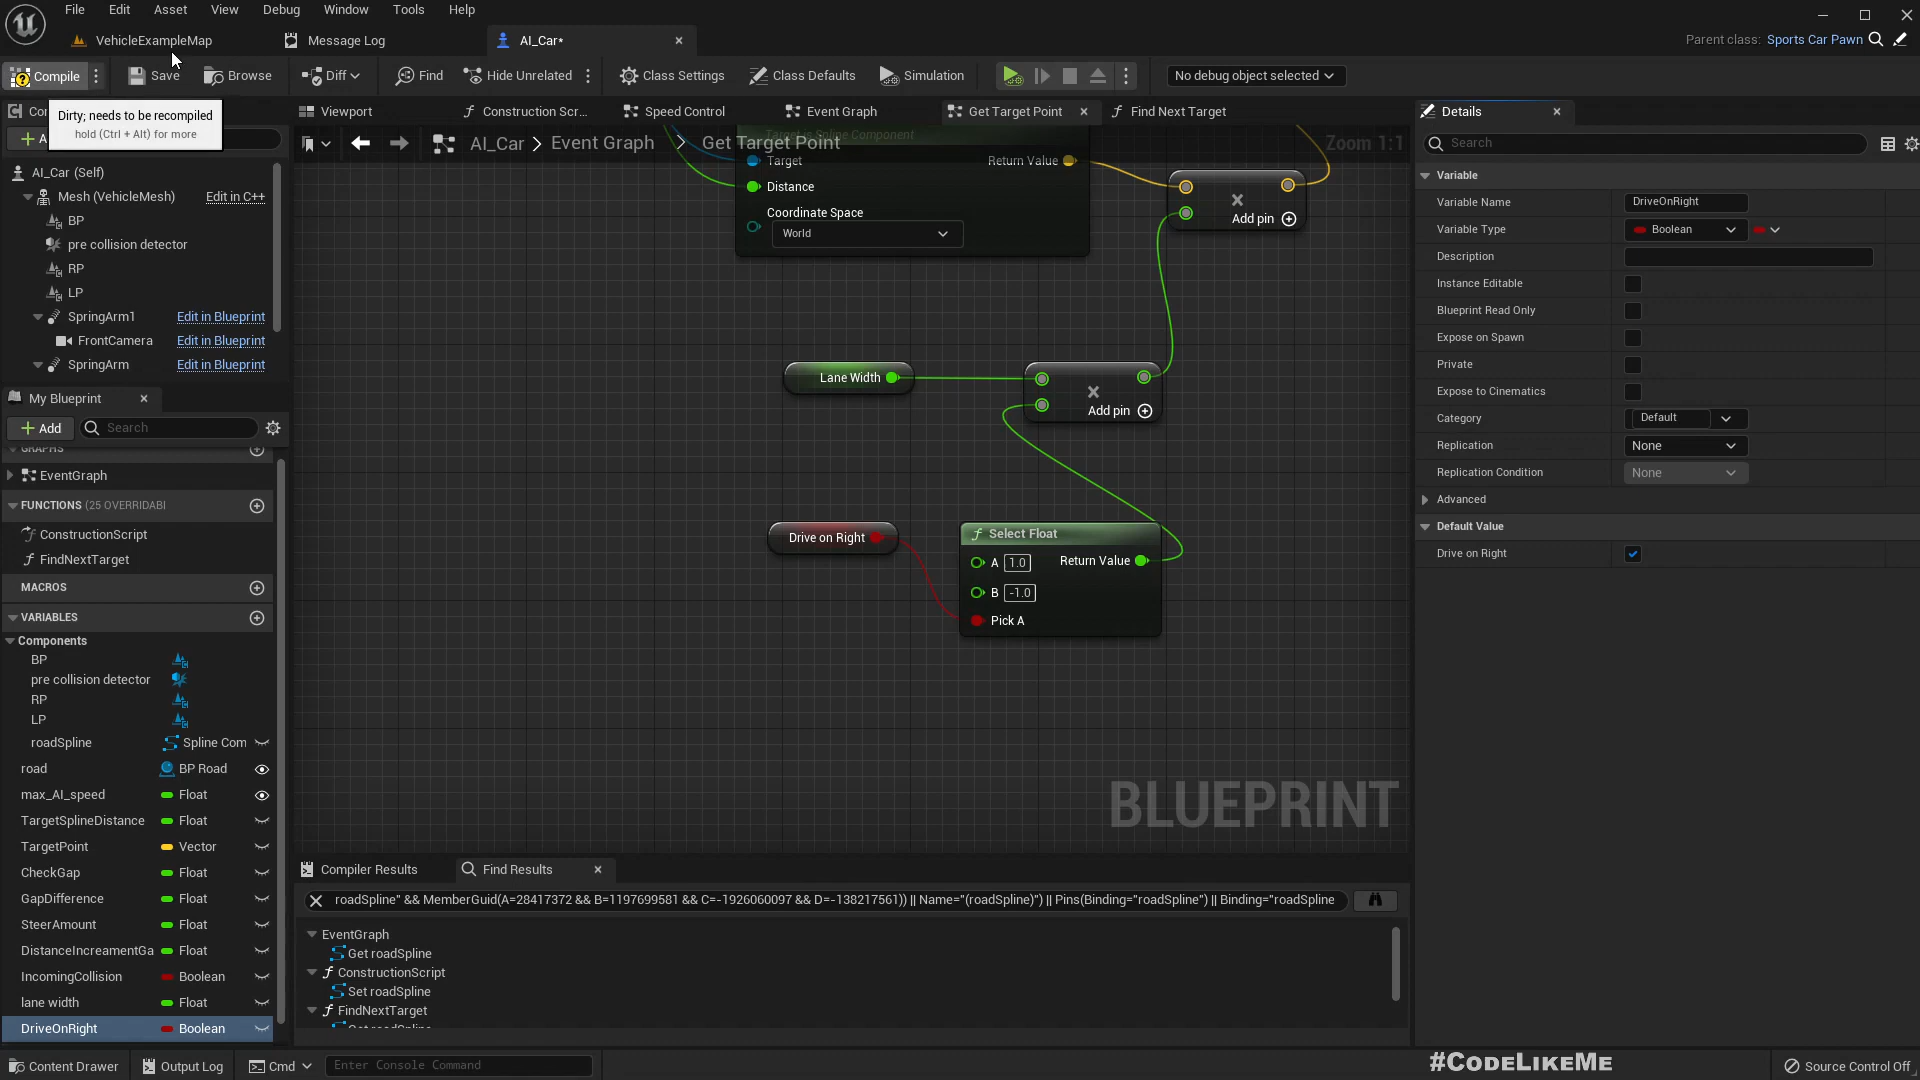 File Edit Asset View Debug Window Tools Help
VehicleExampleMap Message Log AI_Car*
Parent class: Sports Car Pawn
Compile Save Browse Diff Find Hide Unrelated Class Settings Class Defaults Simulation No debug object selected
Dirty; needs to be recompiled
hold (Ctrl + Alt) for more
Viewport Construction Scr... Speed Control Event Graph Get Target Point Find Next Target
AI_Car > Event Graph > Get Target Point
Zoom 1:1
AI_Car (Self)
Mesh (VehicleMesh) Edit in C++
BP
pre collision detector
RP
LP
SpringArm1 Edit in Blueprint
FrontCamera Edit in Blueprint
SpringArm Edit in Blueprint
My Blueprint
Add Search
GRAPHS
EventGraph
FUNCTIONS (25 OVERRIDABI
ConstructionScript
FindNextTarget
MACROS
VARIABLES
Components
BP
pre collision detector
RP
LP
roadSpline Spline Com
road BP Road
max_AI_speed Float
TargetSplineDistance Float
TargetPoint Vector
CheckGap Float
GapDifference Float
SteerAmount Float
DistanceIncreamentGa Float
IncomingCollision Boolean
lane width Float
DriveOnRight Boolean
Target is Spline Component
Target Return Value
Distance
Coordinate Space
World
Add pin
Lane Width
Add pin
Drive on Right
Select Float
A 1.0 Return Value
B -1.0
Pick A
BLUEPRINT
Compiler Results Find Results
roadSpline" && MemberGuid(A=28417372 && B=1197699581 && C=-1926060097 && D=-138217561)) || Name="(roadSpline)") || Pins(Binding="roadSpline") || Binding="roadSpline
EventGraph
Get roadSpline
ConstructionScript
Set roadSpline
FindNextTarget
Details
Search
Variable
Variable Name DriveOnRight
Variable Type Boolean
Description
Instance Editable
Blueprint Read Only
Expose on Spawn
Private
Expose to Cinematics
Category Default
Replication None
Replication Condition None
Advanced
Default Value
Drive on Right
#CODELIKEME
Content Drawer Output Log Cmd Enter Console Command Source Control Off